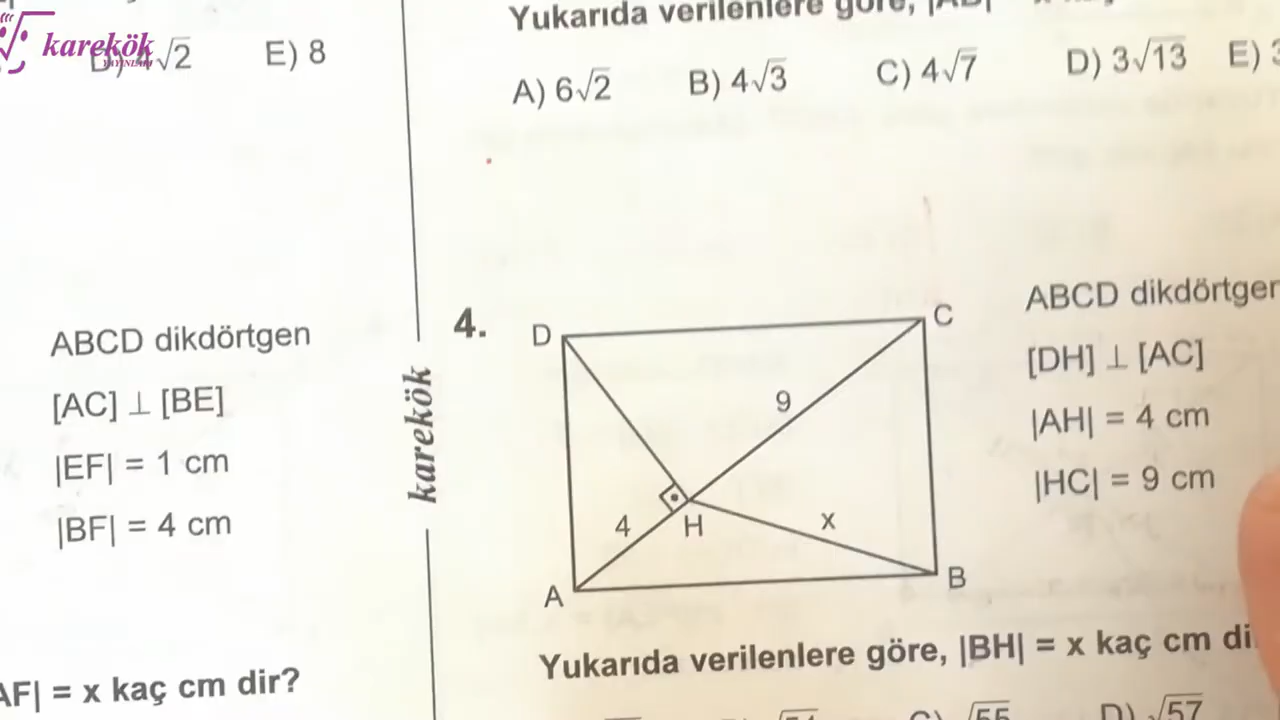 karekök
YAYINLARI
D) 4√2 E) 8
ABCD dikdörtgen
[AC] ⊥ [BE]
|EF| = 1 cm
|BF| = 4 cm
AF| = x kaç cm dir?
karekök
Yukarıda verilenlere göre,
A) 6√2 B) 4√3 C) 4√7 D) 3√13 E) 3
4.
D
C
9
4
H
x
A
B
ABCD dikdörtgen
[DH] ⊥ [AC]
|AH| = 4 cm
|HC| = 9 cm
Yukarıda verilenlere göre, |BH| = x kaç cm di
C) √55 D) √57